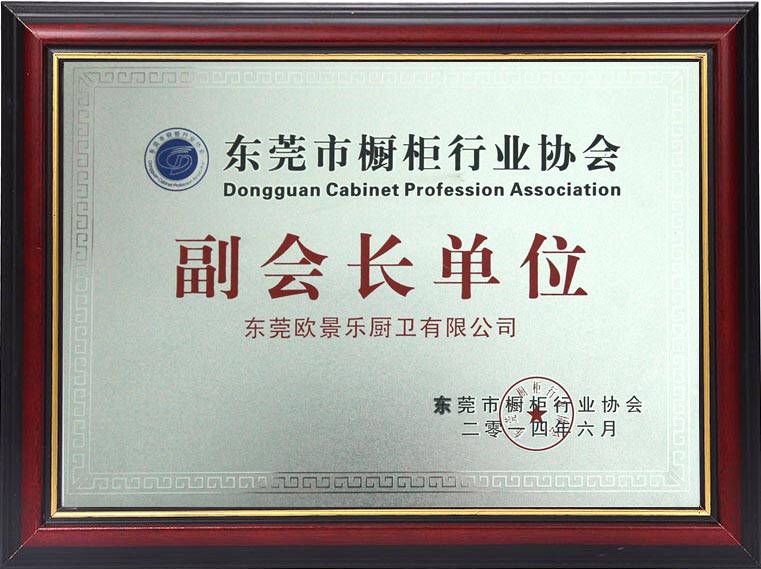 东莞市橱柜行业协会
Dongguan Cabinet Profession Association
副会长单位
东莞欧景乐厨卫有限公司
东莞市橱柜行业协会
二零一四年六月